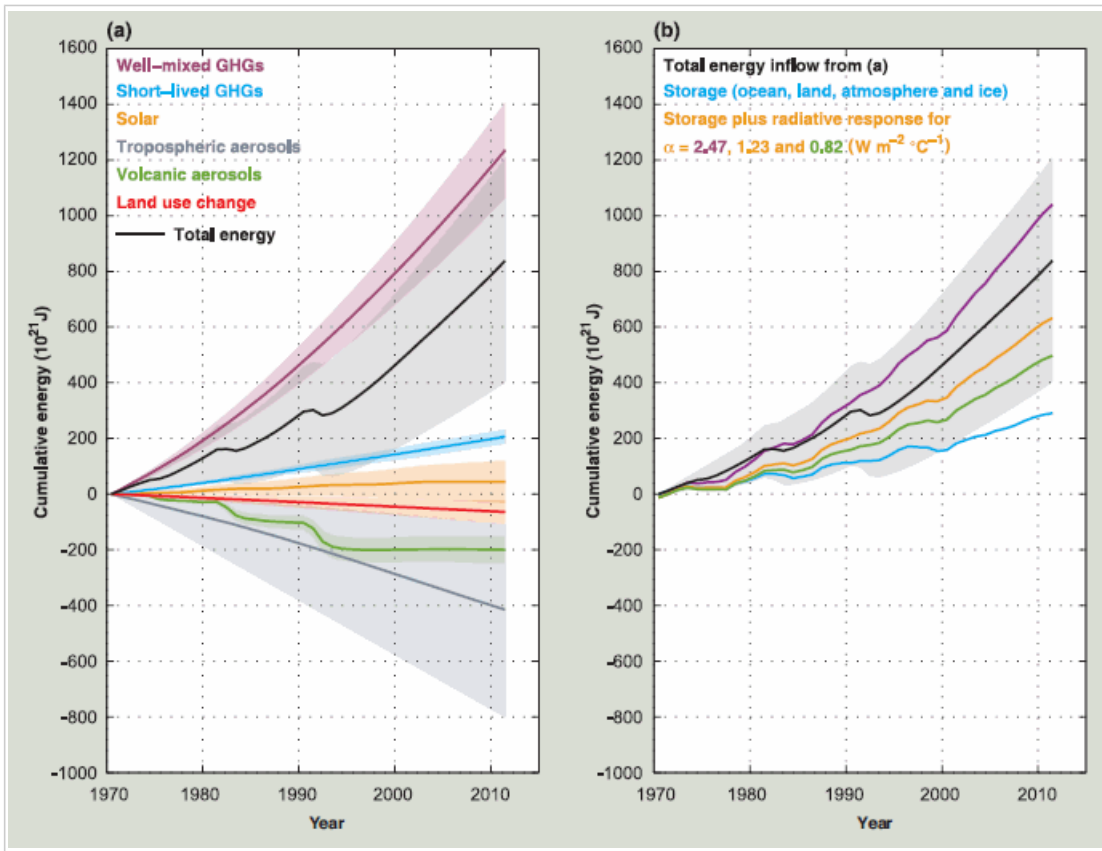 (a)
1600
1400
1200
1000
800
600
400
200
0
−200
−400
−600
−800
−1000
Cumulative energy (10²¹ J)
Well−mixed GHGs
Short−lived GHGs
Solar
Tropospheric aerosols
Volcanic aerosols
Land use change
Total energy
1970 1980 1990 2000 2010
Year
(b)
1600
1400
1200
1000
800
600
400
200
0
−200
−400
−600
−800
−1000
Cumulative energy (10²¹ J)
Total energy inflow from (a)
Storage (ocean, land, atmosphere and ice)
Storage plus radiative response for
α = 2.47, 1.23 and 0.82 (W m⁻² °C⁻¹)
1970 1980 1990 2000 2010
Year